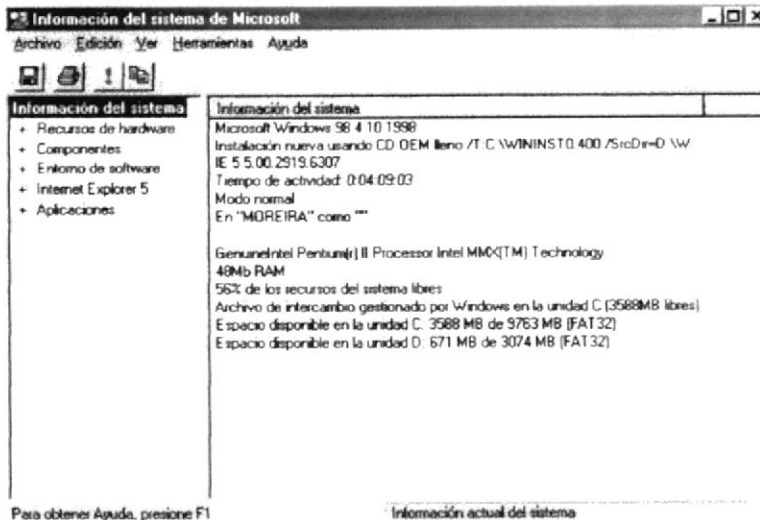 Información del sistema de Microsoft
Archivo Edición Ver Herramientas Ayuda
Información del sistema
+ Recursos de hardware
+ Componentes
+ Entorno de software
+ Internet Explorer 5
+ Aplicaciones
Información del sistema
Microsoft Windows 98 4.10.1998
Instalación nueva usando CD OEM lleno /T:C:\WININST0.400 /SrcDir=D:\W
IE 5 5.00.2919.6307
Tiempo de actividad: 0:04:09:03
Modo normal
En "MOREIRA" como ""
GenuineIntel Pentium(r) II Processor Intel MMX(TM) Technology
48Mb RAM
56% de los recursos del sistema libres
Archivo de intercambio gestionado por Windows en la unidad C (3588MB libres)
Espacio disponible en la unidad C: 3588 MB de 9763 MB (FAT32)
Espacio disponible en la unidad D: 671 MB de 3074 MB (FAT32)
Para obtener Ayuda, presione F1
Información actual del sistema